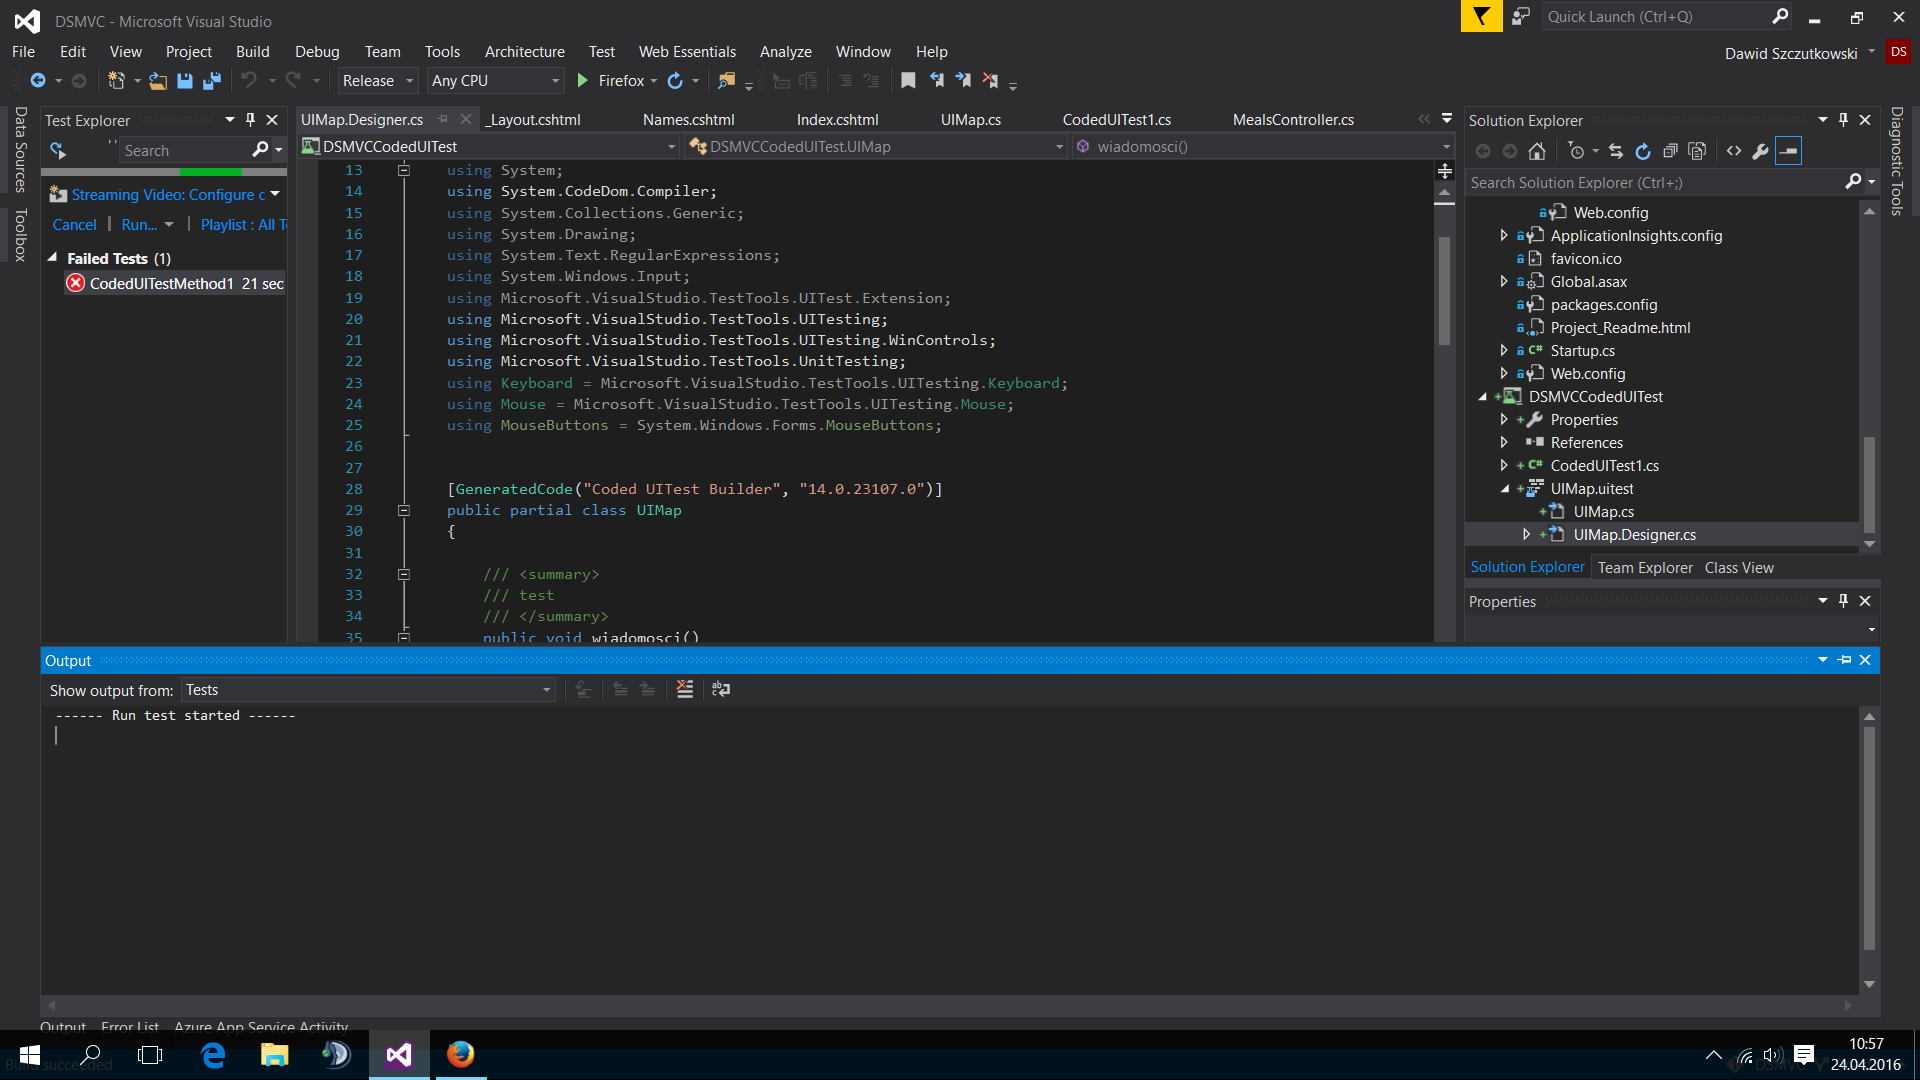 DSMVC - Microsoft Visual Studio
Quick Launch (Ctrl+Q)
File Edit View Project Build Debug Team Tools Architecture Test Web Essentials Analyze Window Help
Dawid Szczutkowski DS
Release Any CPU Firefox
Data Sources
Toolbox
Test Explorer
Search
Streaming Video: Configure c
Cancel Run... Playlist : All T
Failed Tests (1)
CodedUITestMethod1 21 sec
UIMap.Designer.cs _Layout.cshtml Names.cshtml Index.cshtml UIMap.cs CodedUITest1.cs MealsController.cs
DSMVCCodedUITest DSMVCCodedUITest.UIMap wiadomosci()
13 using System;
14 using System.CodeDom.Compiler;
15 using System.Collections.Generic;
16 using System.Drawing;
17 using System.Text.RegularExpressions;
18 using System.Windows.Input;
19 using Microsoft.VisualStudio.TestTools.UITest.Extension;
20 using Microsoft.VisualStudio.TestTools.UITesting;
21 using Microsoft.VisualStudio.TestTools.UITesting.WinControls;
22 using Microsoft.VisualStudio.TestTools.UnitTesting;
23 using Keyboard = Microsoft.VisualStudio.TestTools.UITesting.Keyboard;
24 using Mouse = Microsoft.VisualStudio.TestTools.UITesting.Mouse;
25 using MouseButtons = System.Windows.Forms.MouseButtons;
26
27
28 [GeneratedCode("Coded UITest Builder", "14.0.23107.0")]
29 public partial class UIMap
30 {
31
32 /// <summary>
33 /// test
34 /// </summary>
35 public void wiadomosci()
Solution Explorer
Search Solution Explorer (Ctrl+;)
Web.config
ApplicationInsights.config
favicon.ico
Global.asax
packages.config
Project_Readme.html
Startup.cs
Web.config
DSMVCCodedUITest
Properties
References
CodedUITest1.cs
UIMap.uitest
UIMap.cs
UIMap.Designer.cs
Solution Explorer Team Explorer Class View
Properties
Diagnostic Tools
Output
Show output from: Tests
------ Run test started ------
Output Error List Azure App Service Activity
Build succeeded
DSMVC
10:57
24.04.2016